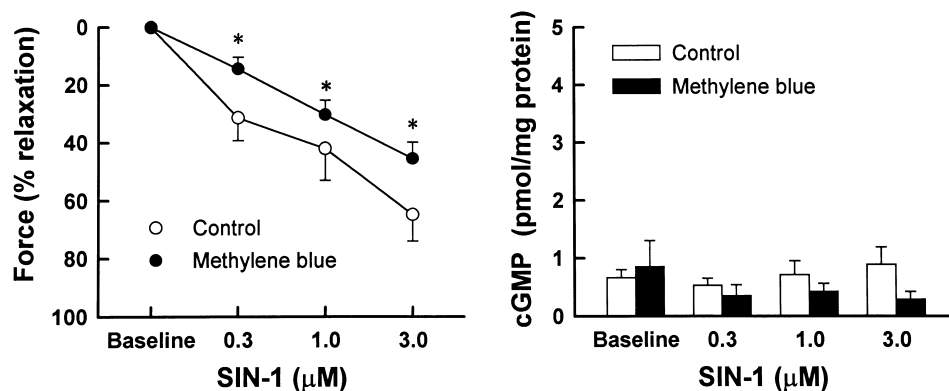 0
20
40
60
80
100
Force (% relaxation)
*
*
*
Control
Methylene blue
Baseline 0.3 1.0 3.0
SIN-1 (μM)
5
4
3
2
1
0
cGMP (pmol/mg protein)
Control
Methylene blue
Baseline 0.3 1.0 3.0
SIN-1 (μM)